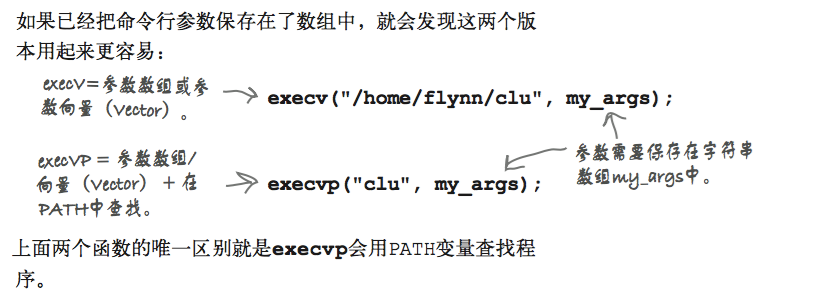 如果已经把命令行参数保存在了数组中，就会发现这两个版
本用起来更容易：
execV＝参数数组或参
数向量（Vector）。
execv("/home/flynn/clu", my_args);
execVP = 参数数组/
向量（Vector）＋在
PATH中查找。
execvp("clu", my_args);
参数需要保存在字符串
数组my_args中。
上面两个函数的唯一区别就是execvp会用PATH变量查找程
序。